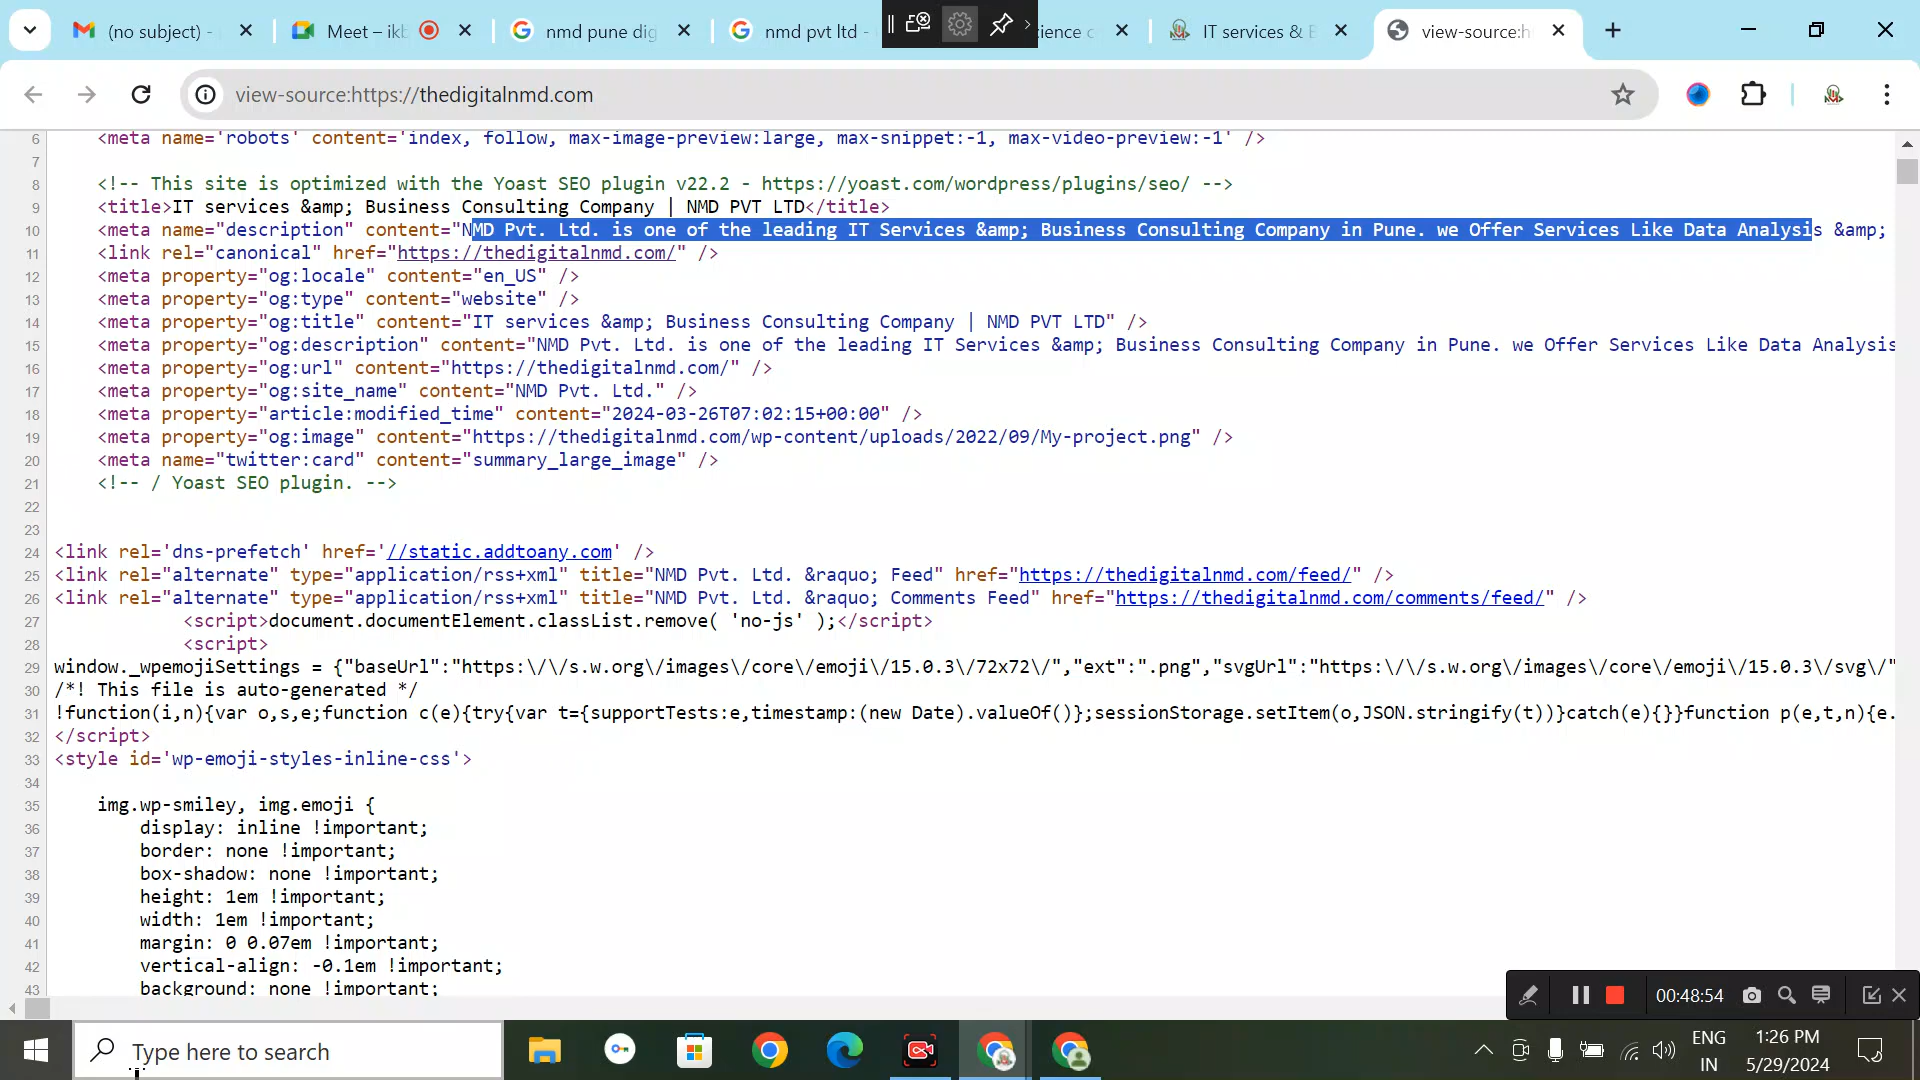 (no subject) -
Meet – ikb
nmd pune dig
nmd pvt ltd -
ience c
IT services & B
view-source:h
view-source:https://thedigitalnmd.com
6 <meta name='robots' content='index, follow, max-image-preview:large, max-snippet:-1, max-video-preview:-1' />
7
8 <!-- This site is optimized with the Yoast SEO plugin v22.2 - https://yoast.com/wordpress/plugins/seo/ -->
9 <title>IT services &amp; Business Consulting Company | NMD PVT LTD</title>
10 <meta name="description" content="NMD Pvt. Ltd. is one of the leading IT Services &amp; Business Consulting Company in Pune. we Offer Services Like Data Analysis &amp;
11 <link rel="canonical" href="https://thedigitalnmd.com/" />
12 <meta property="og:locale" content="en_US" />
13 <meta property="og:type" content="website" />
14 <meta property="og:title" content="IT services &amp; Business Consulting Company | NMD PVT LTD" />
15 <meta property="og:description" content="NMD Pvt. Ltd. is one of the leading IT Services &amp; Business Consulting Company in Pune. we Offer Services Like Data Analysis
16 <meta property="og:url" content="https://thedigitalnmd.com/" />
17 <meta property="og:site_name" content="NMD Pvt. Ltd." />
18 <meta property="article:modified_time" content="2024-03-26T07:02:15+00:00" />
19 <meta property="og:image" content="https://thedigitalnmd.com/wp-content/uploads/2022/09/My-project.png" />
20 <meta name="twitter:card" content="summary_large_image" />
21 <!-- / Yoast SEO plugin. -->
22
23
24 <link rel='dns-prefetch' href='//static.addtoany.com' />
25 <link rel="alternate" type="application/rss+xml" title="NMD Pvt. Ltd. &raquo; Feed" href="https://thedigitalnmd.com/feed/" />
26 <link rel="alternate" type="application/rss+xml" title="NMD Pvt. Ltd. &raquo; Comments Feed" href="https://thedigitalnmd.com/comments/feed/" />
27 <script>document.documentElement.classList.remove( 'no-js' );</script>
28 <script>
29 window._wpemojiSettings = {"baseUrl":"https:\/\/s.w.org\/images\/core\/emoji\/15.0.3\/72x72\/","ext":".png","svgUrl":"https:\/\/s.w.org\/images\/core\/emoji\/15.0.3\/svg\/"
30 /*! This file is auto-generated */
31 !function(i,n){var o,s,e;function c(e){try{var t={supportTests:e,timestamp:(new Date).valueOf()};sessionStorage.setItem(o,JSON.stringify(t))}catch(e){}}function p(e,t,n){e.
32 </script>
33 <style id='wp-emoji-styles-inline-css'>
34
35 img.wp-smiley, img.emoji {
36 display: inline !important;
37 border: none !important;
38 box-shadow: none !important;
39 height: 1em !important;
40 width: 1em !important;
41 margin: 0 0.07em !important;
42 vertical-align: -0.1em !important;
43 background: none !important;
00:48:54
Type here to search
ENG
IN
1:26 PM
5/29/2024